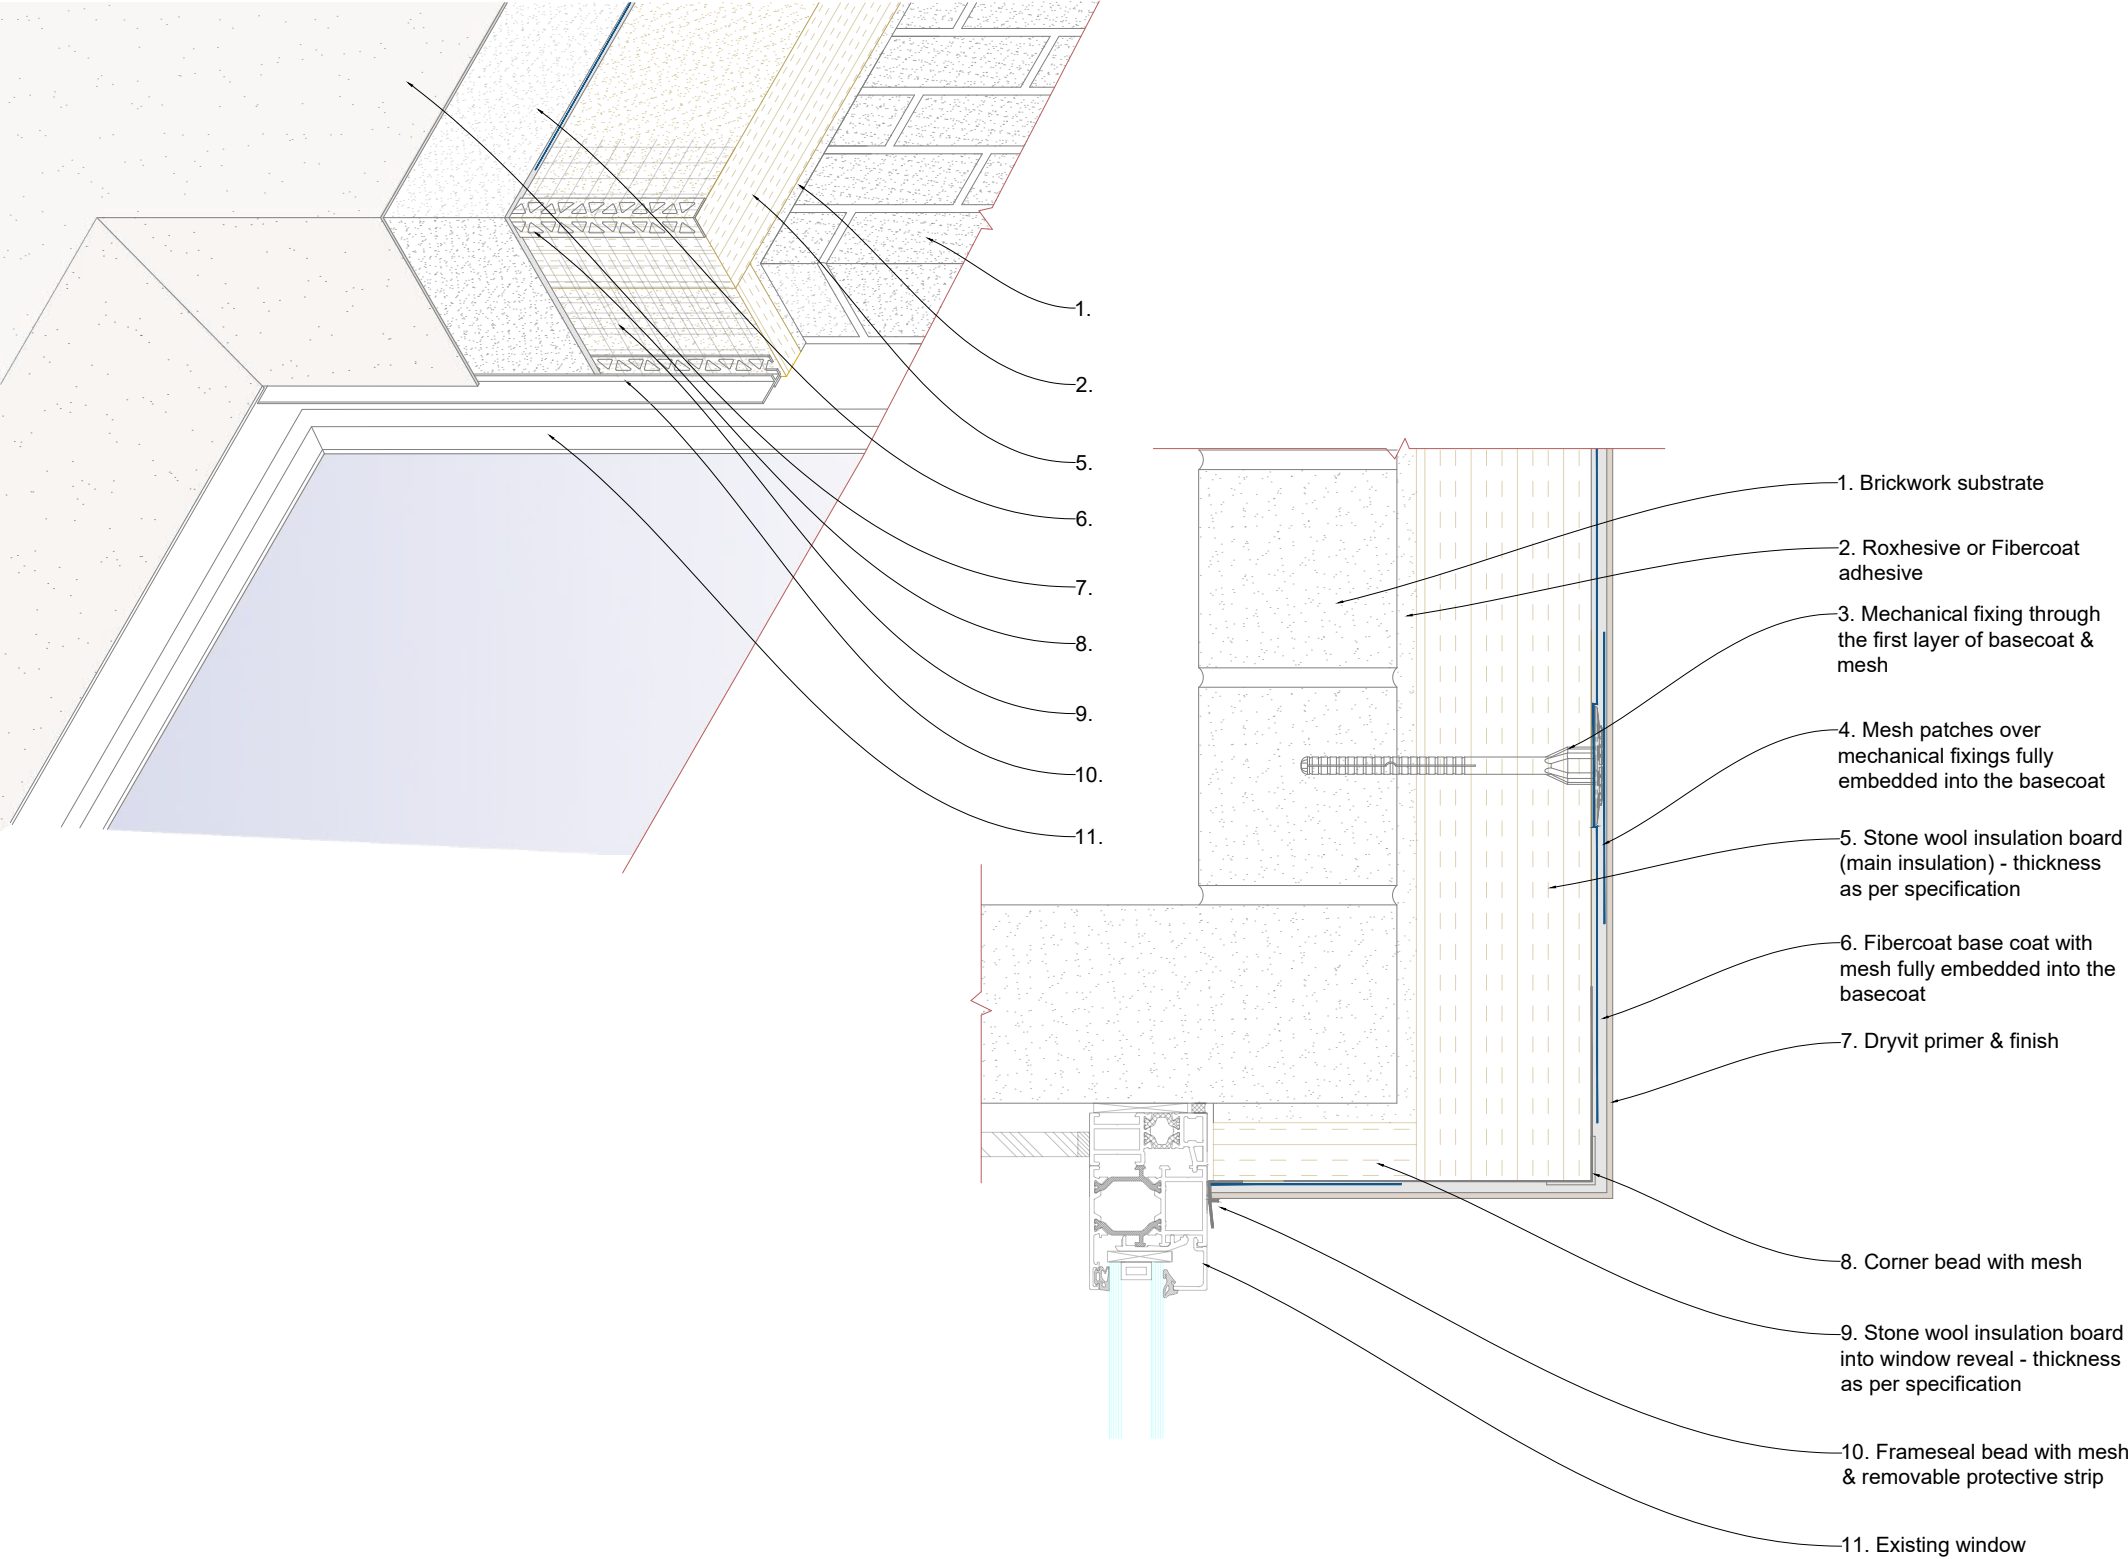 1.
2.
5.
6.
7.
8.
9.
10.
11.
1. Brickwork substrate
2. Roxhesive or Fibercoat
adhesive
3. Mechanical fixing through
the first layer of basecoat &
mesh
4. Mesh patches over
mechanical fixings fully
embedded into the basecoat
5. Stone wool insulation board
(main insulation) - thickness
as per specification
6. Fibercoat base coat with
mesh fully embedded into the
basecoat
7. Dryvit primer & finish
8. Corner bead with mesh
9. Stone wool insulation board
into window reveal - thickness
as per specification
10. Frameseal bead with mesh
& removable protective strip
11. Existing window